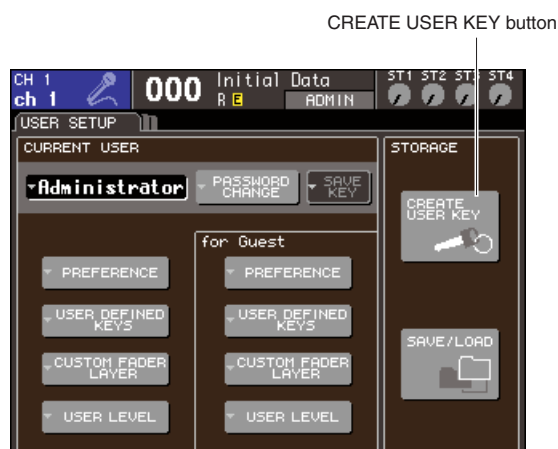 CREATE USER KEY button
CH 1
ch 1
000
Initial Data
R E
ADMIN
ST1 ST2 ST3 ST4
USER SETUP
CURRENT USER
Administrator
PASSWORD
CHANGE
SAVE
KEY
PREFERENCE
USER DEFINED
KEYS
CUSTOM FADER
LAYER
USER LEVEL
for Guest
PREFERENCE
USER DEFINED
KEYS
CUSTOM FADER
LAYER
USER LEVEL
STORAGE
CREATE
USER KEY
SAVE/LOAD